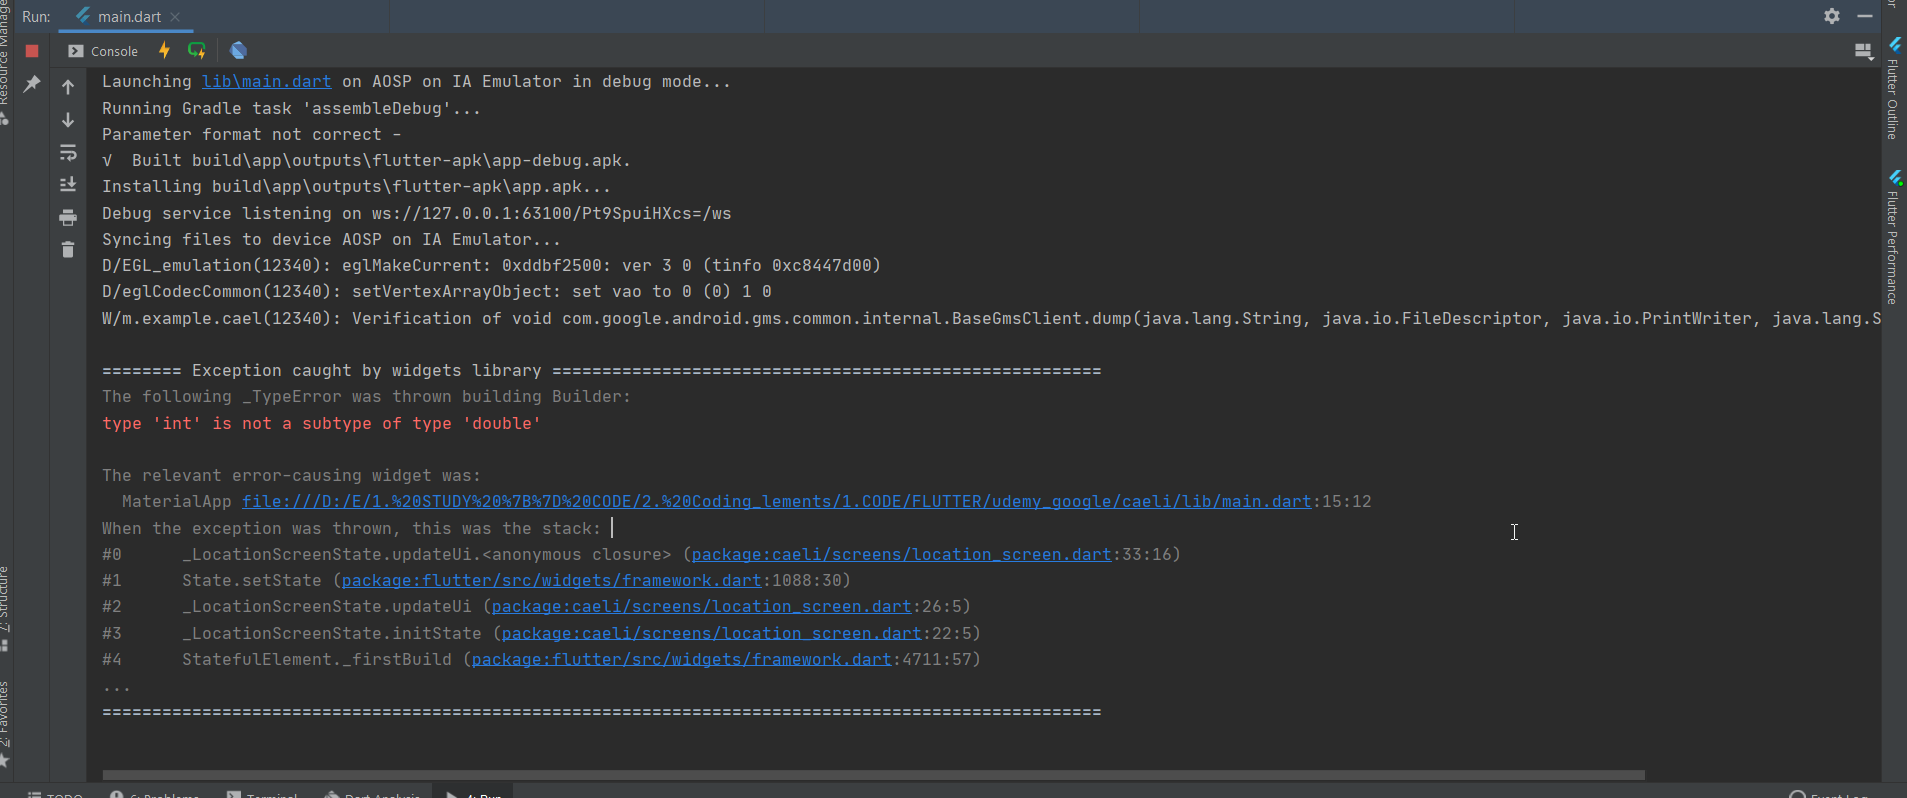 Run: main.dart
Console
Launching lib\main.dart on AOSP on IA Emulator in debug mode...
Running Gradle task 'assembleDebug'...
Parameter format not correct -
√  Built build\app\outputs\flutter-apk\app-debug.apk.
Installing build\app\outputs\flutter-apk\app.apk...
Debug service listening on ws://127.0.0.1:63100/Pt9SpuiHXcs=/ws
Syncing files to device AOSP on IA Emulator...
D/EGL_emulation(12340): eglMakeCurrent: 0xddbf2500: ver 3 0 (tinfo 0xc8447d00)
D/eglCodecCommon(12340): setVertexArrayObject: set vao to 0 (0) 1 0
W/m.example.cael(12340): Verification of void com.google.android.gms.common.internal.BaseGmsClient.dump(java.lang.String, java.io.FileDescriptor, java.io.PrintWriter, java.lang.S
======== Exception caught by widgets library =======================================================
The following _TypeError was thrown building Builder:
type 'int' is not a subtype of type 'double'
The relevant error-causing widget was:
MaterialApp file:///D:/E/1.%20STUDY%20%7B%7D%20CODE/2.%20Coding_lements/1.CODE/FLUTTER/udemy_google/caeli/lib/main.dart:15:12
When the exception was thrown, this was the stack:
#0      _LocationScreenState.updateUi.<anonymous closure> (package:caeli/screens/location_screen.dart:33:16)
#1      State.setState (package:flutter/src/widgets/framework.dart:1088:30)
#2      _LocationScreenState.updateUi (package:caeli/screens/location_screen.dart:26:5)
#3      _LocationScreenState.initState (package:caeli/screens/location_screen.dart:22:5)
#4      StatefulElement._firstBuild (package:flutter/src/widgets/framework.dart:4711:57)
...
====================================================================================================
Resource Manage
7: Structure
2: Favorites
Flutter Outline
Flutter Performance
TODO 6: Problems Terminal Dart Analysis 4: Run Event Log